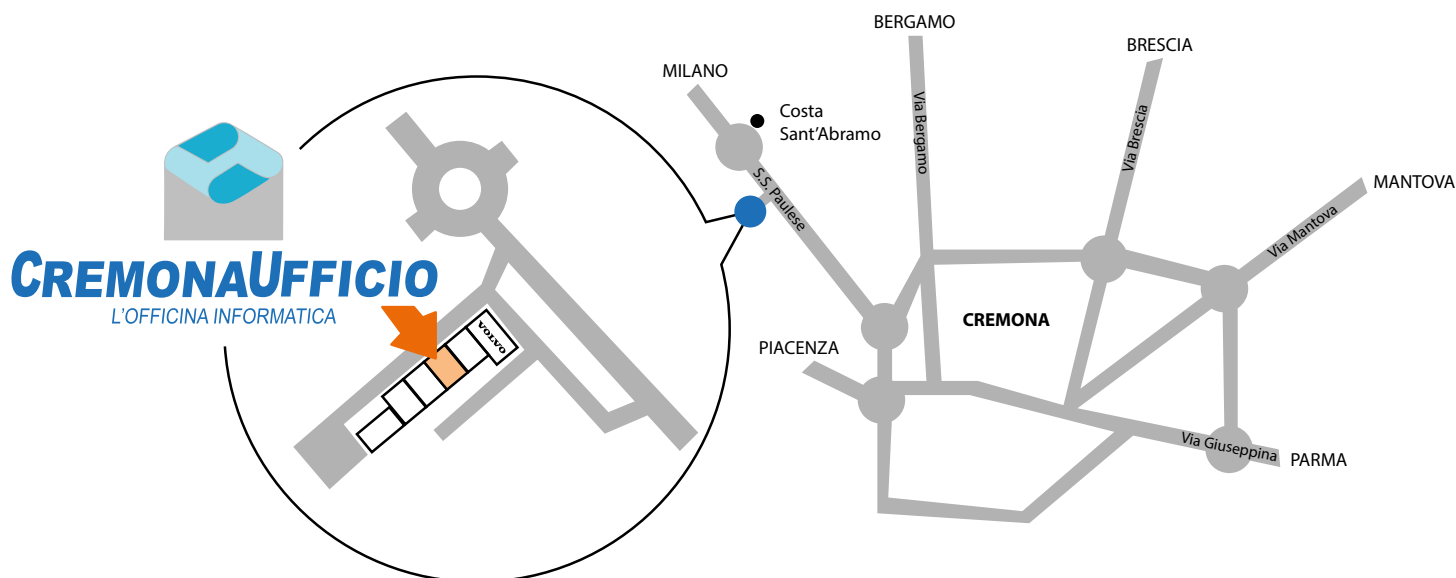 CREMONAUFFICIO
L'OFFICINA INFORMATICA
VOLVO
MILANO
Costa
Sant'Abramo
S.S. Paulese
BERGAMO
Via Bergamo
BRESCIA
Via Brescia
MANTOVA
Via Mantova
CREMONA
PIACENZA
Via Giuseppina
PARMA